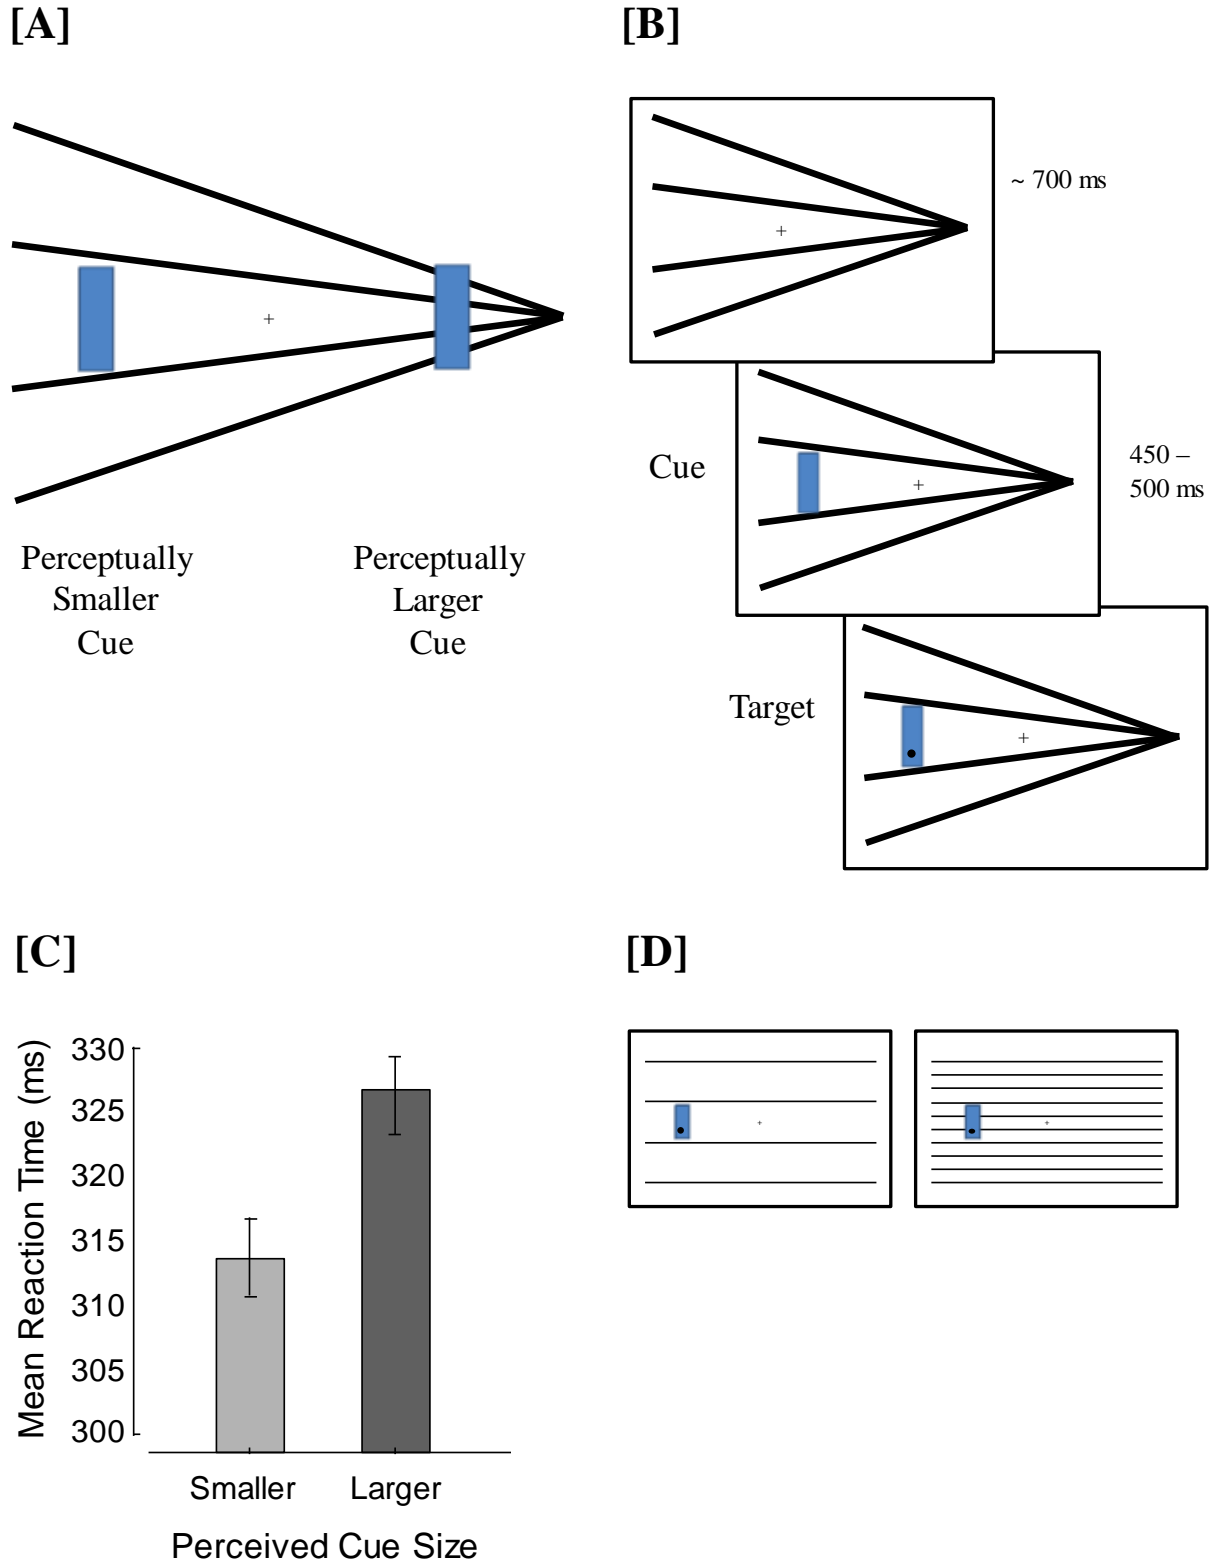 [A]
Perceptually
Smaller
Cue
Perceptually
Larger
Cue
[B]
~ 700 ms
Cue
450 –
500 ms
Target
[C]
Mean Reaction Time (ms)
330
325
320
315
310
305
300
Smaller
Larger
Perceived Cue Size
[D]